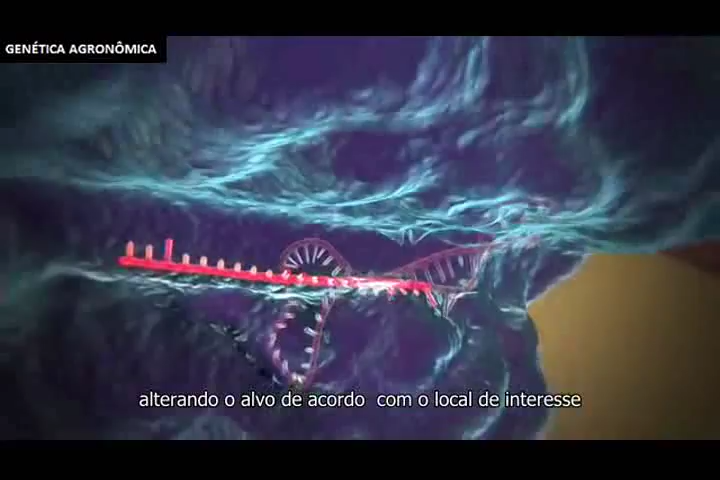 GENÉTICA AGRONÔMICA
alterando o alvo de acordo  com o local de interesse